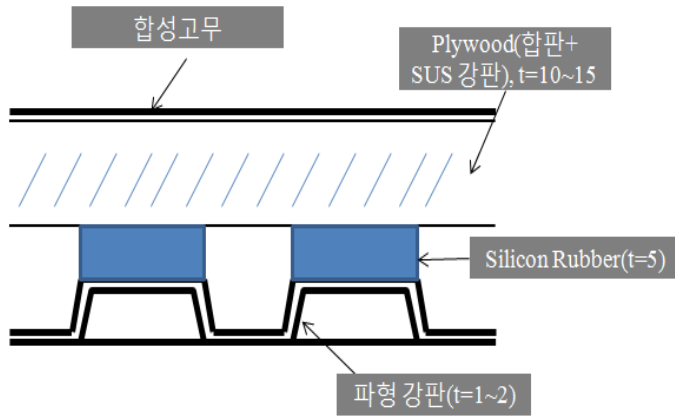 합성고무
Plywood(합판+
SUS 강판), t=10~15
Silicon Rubber(t=5)
파형 강판(t=1~2)